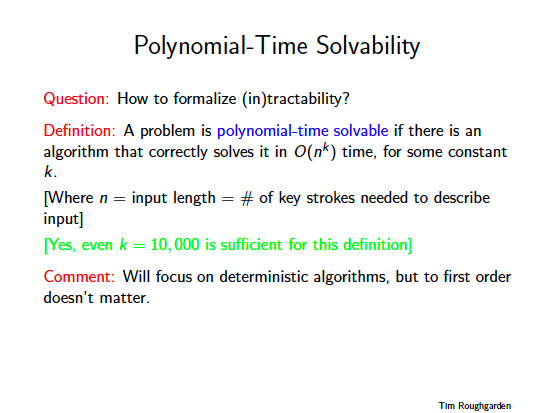 Polynomial-Time Solvability
Question: How to formalize (in)tractability?
Definition: A problem is polynomial-time solvable if there is an
algorithm that correctly solves it in O(n^k) time, for some constant
k.
[Where n = input length = # of key strokes needed to describe
input]
[Yes, even k = 10, 000 is sufficient for this definition]
Comment: Will focus on deterministic algorithms, but to first order
doesn't matter.
Tim Roughgarden